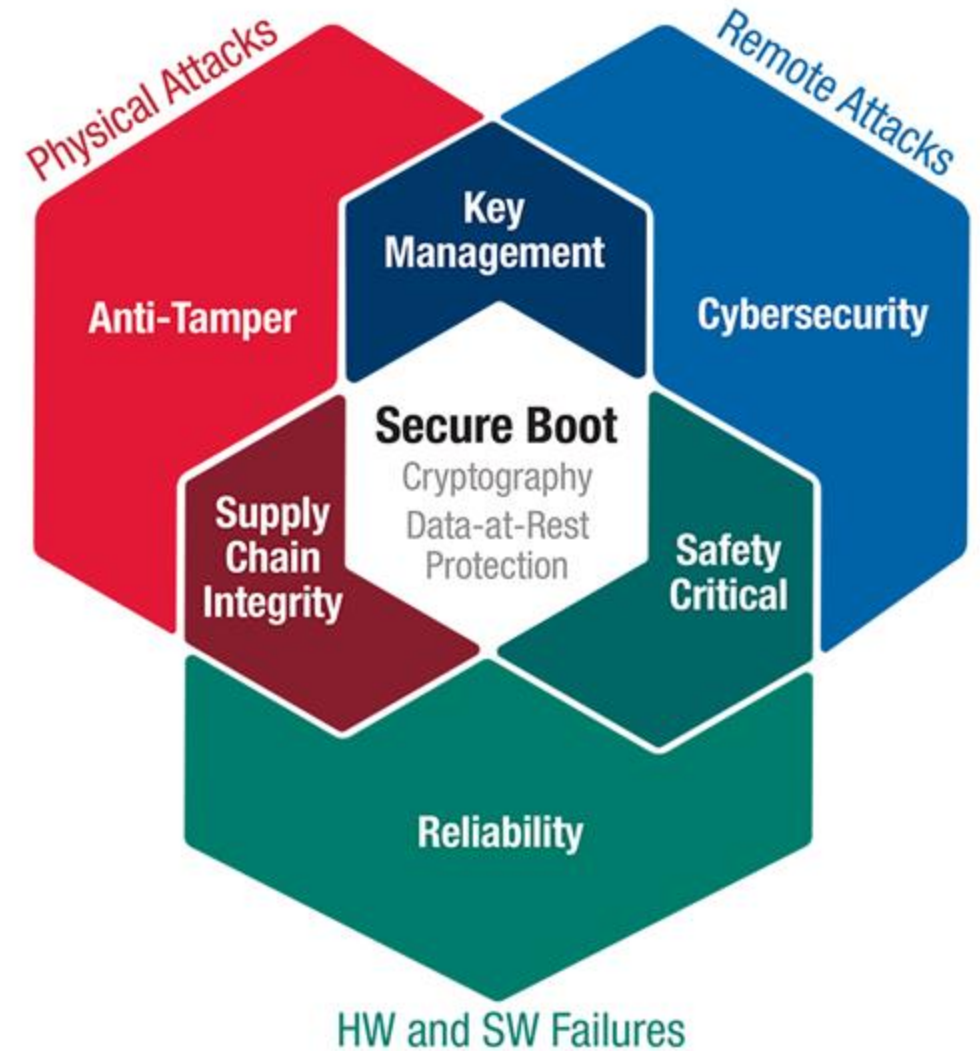 Physical Attacks
Remote Attacks
Key
Management
Anti-Tamper
Cybersecurity
Secure Boot
Cryptography
Data-at-Rest
Protection
Supply
Chain
Integrity
Safety
Critical
Reliability
HW and SW Failures